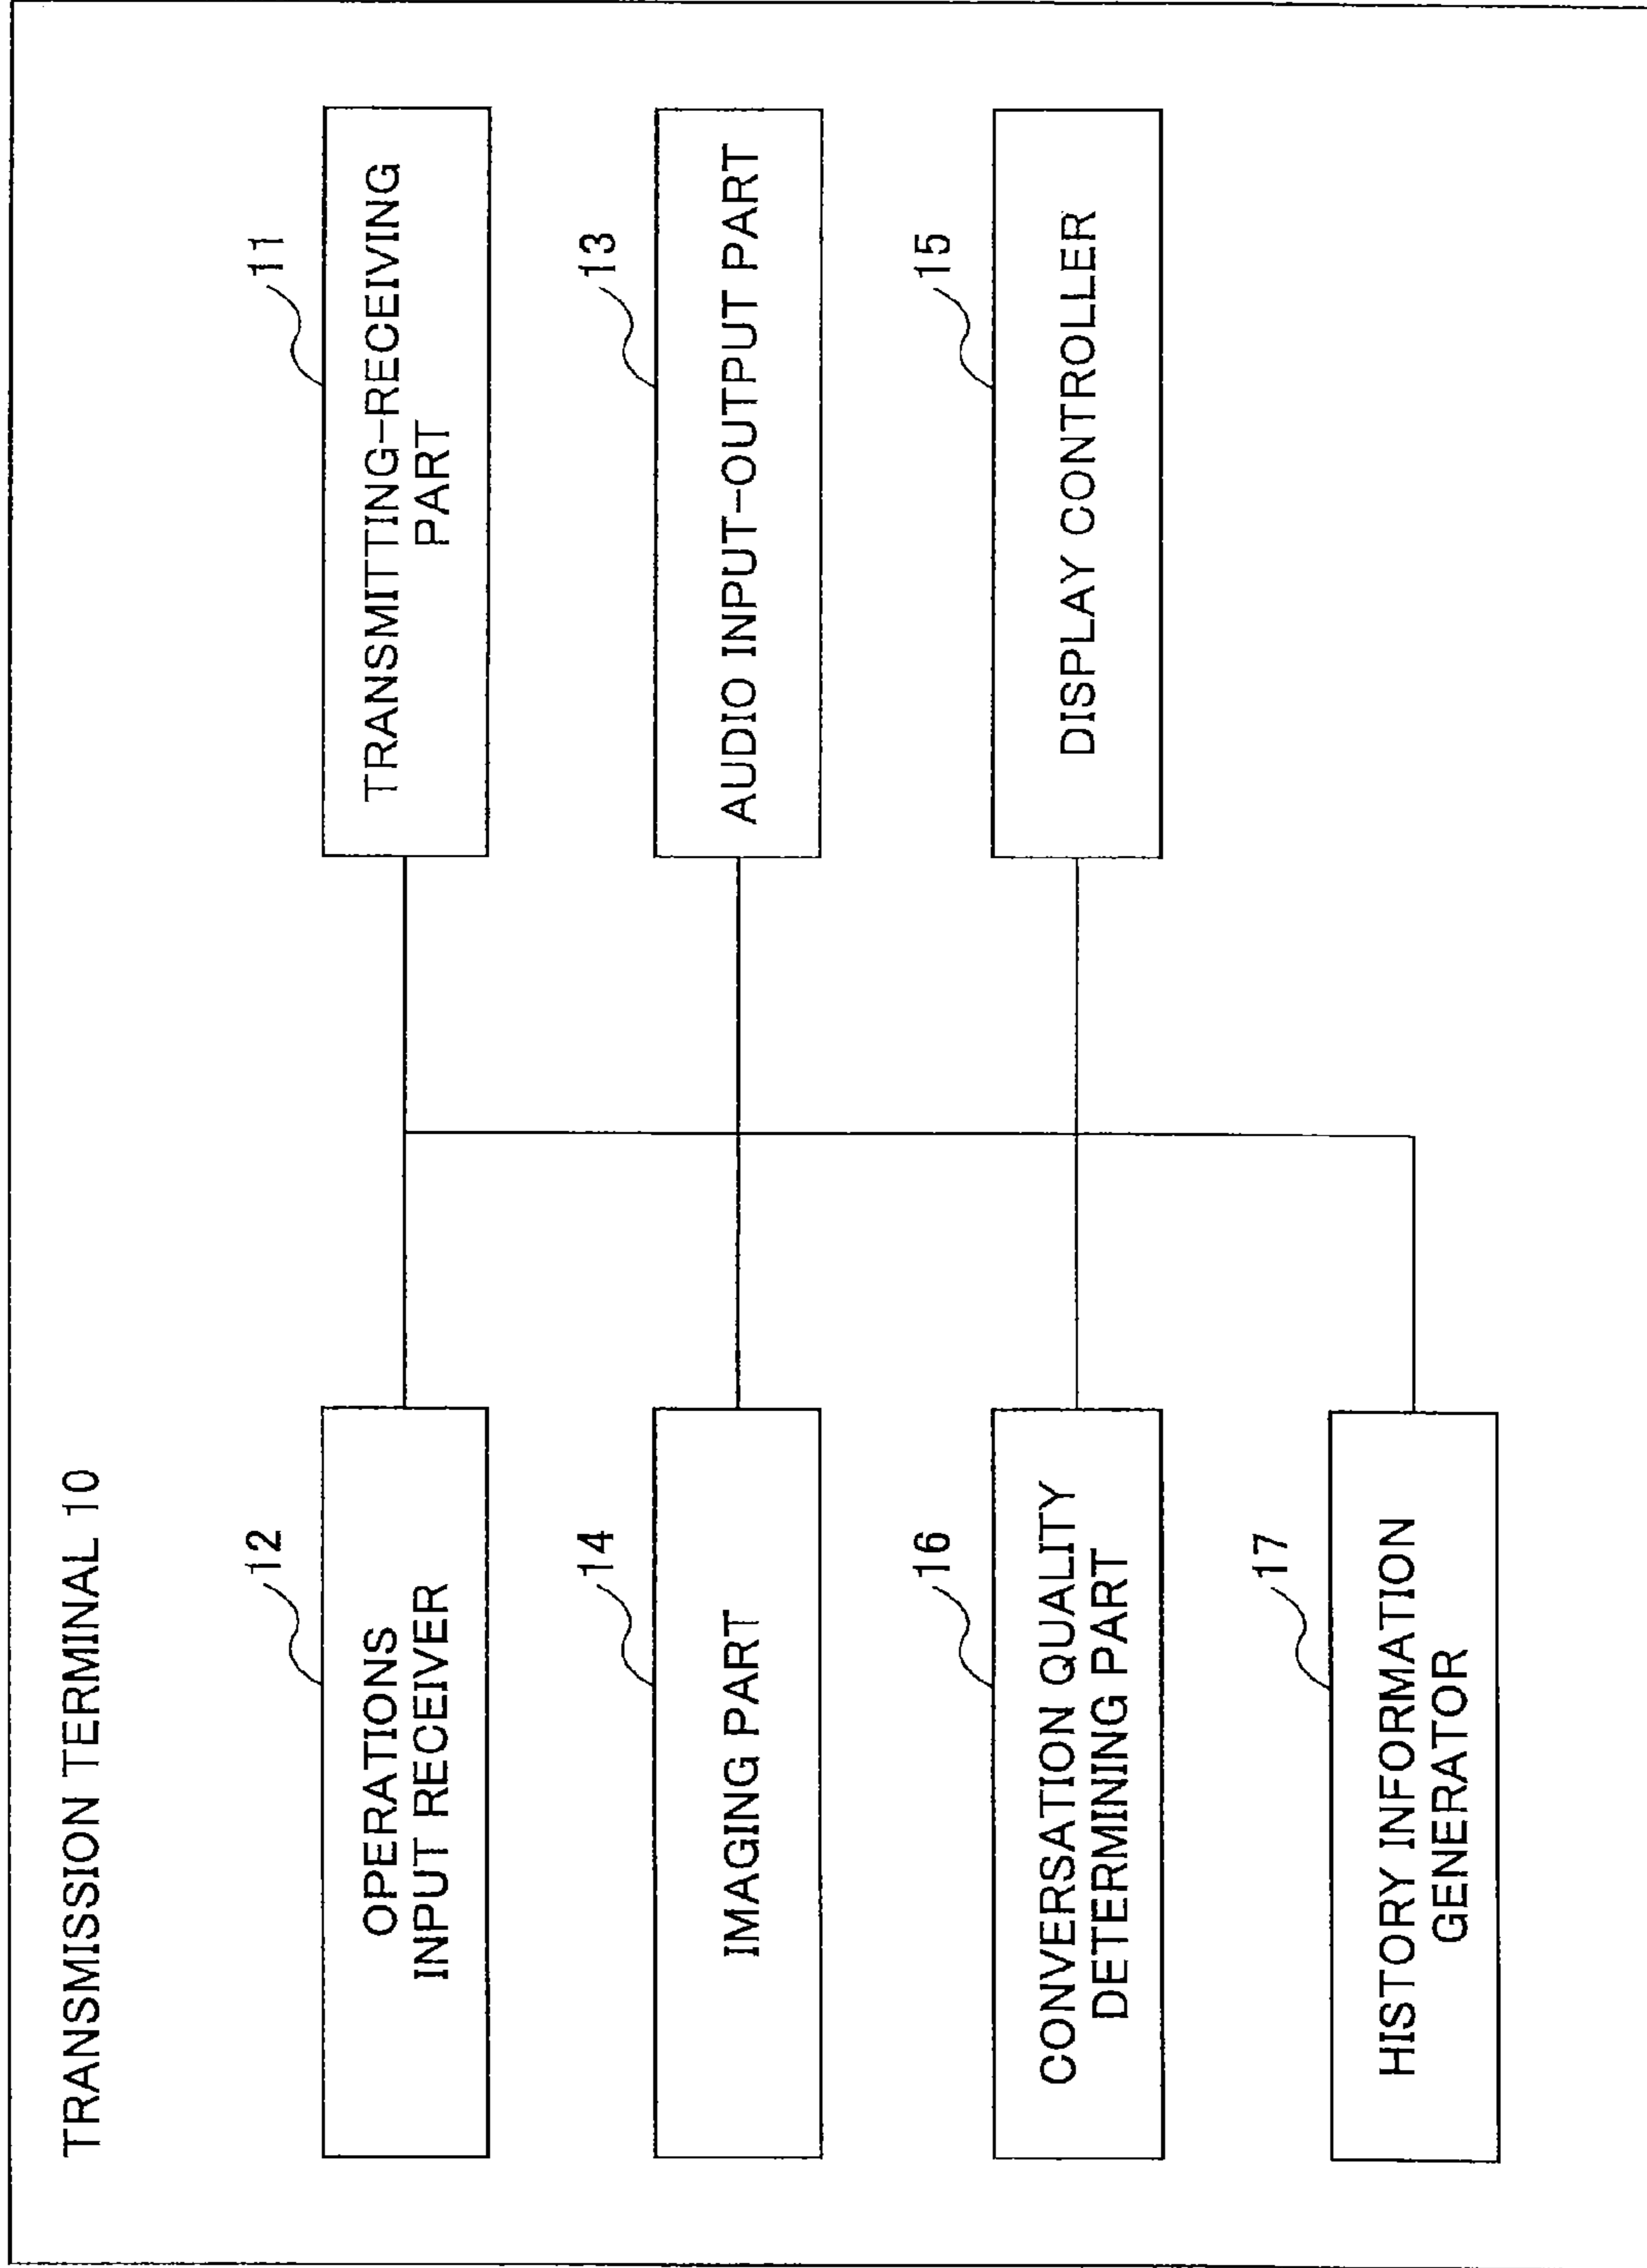 TRANSMISSION TERMINAL 10
12
OPERATIONS
INPUT RECEIVER
11
TRANSMITTING-RECEIVING
PART
14
IMAGING PART
13
AUDIO INPUT-OUTPUT PART
16
CONVERSATION QUALITY
DETERMINING PART
15
DISPLAY CONTROLLER
17
HISTORY INFORMATION
GENERATOR